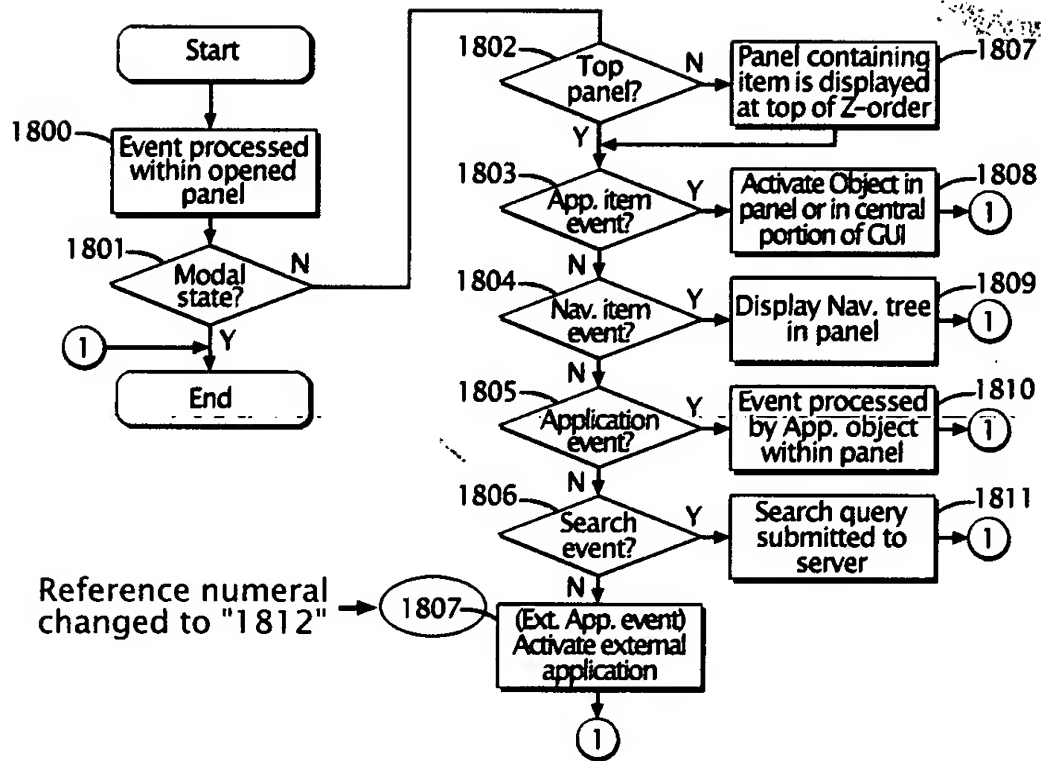 Start
1800
Event processed
within opened
panel
1801
Modal
state?
N
Y
1
End
1802
Top
panel?
N
Y
1807
Panel containing
item is displayed
at top of Z-order
1803
App. item
event?
Y
N
1808
Activate Object in
panel or in central
portion of GUI
1
1804
Nav. item
event?
Y
N
1809
Display Nav. tree
in panel
1
1805
Application
event?
Y
N
1810
Event processed
by App. object
within panel
1
1806
Search
event?
Y
N
1811
Search query
submitted to
server
1
Reference numeral
changed to "1812"
1807
(Ext. App. event)
Activate external
application
1